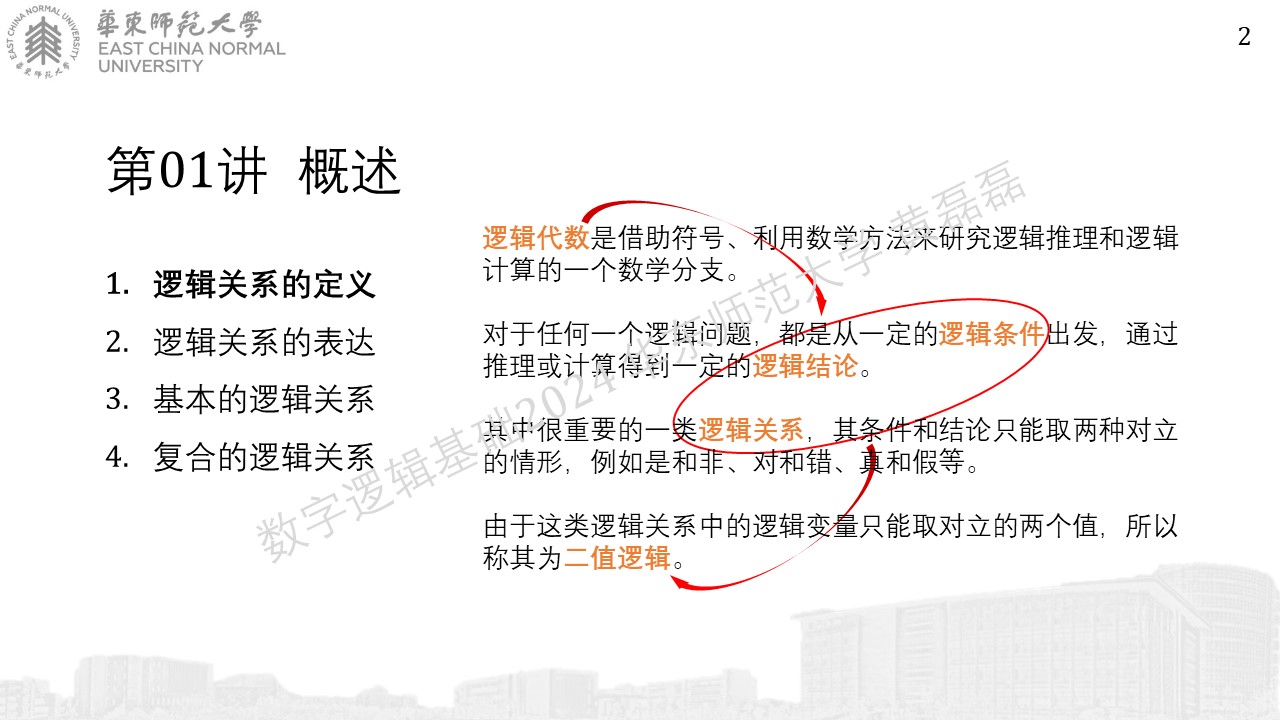 華東師范大學
EAST CHINA NORMAL
UNIVERSITY
EAST CHINA NORMAL UNIVERSITY
華東师范大学
2
第01讲 概述
1. 逻辑关系的定义
2. 逻辑关系的表达
3. 基本的逻辑关系
4. 复合的逻辑关系
逻辑代数是借助符号、利用数学方法来研究逻辑推理和逻辑
计算的一个数学分支。
对于任何一个逻辑问题，都是从一定的逻辑条件出发，通过
推理或计算得到一定的逻辑结论。
其中很重要的一类逻辑关系，其条件和结论只能取两种对立
的情形，例如是和非、对和错、真和假等。
由于这类逻辑关系中的逻辑变量只能取对立的两个值，所以
称其为二值逻辑。
数字逻辑基础2024 华东师范大学 黄磊磊